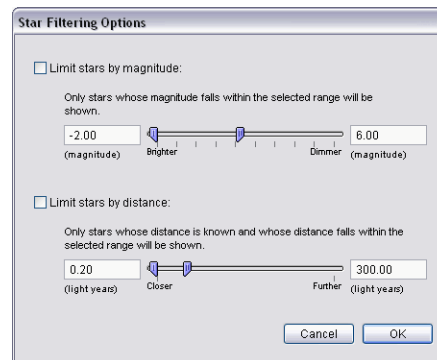 Star Filtering Options
Limit stars by magnitude:
Only stars whose magnitude falls within the selected range will be
shown.
-2.00
6.00
(magnitude)
Brighter
Dimmer
(magnitude)
Limit stars by distance:
Only stars whose distance is known and whose distance falls within the
selected range will be shown.
0.20
300.00
(light years)
Closer
Further
(light years)
Cancel
OK